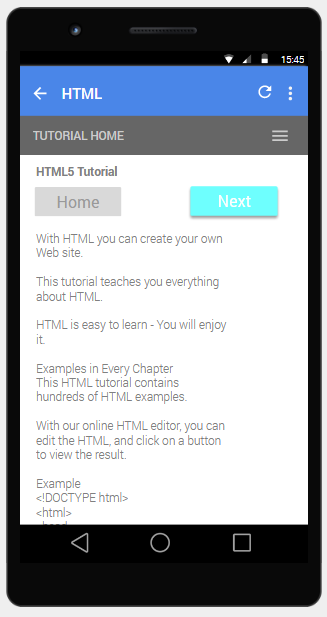 15:45
HTML
TUTORIAL HOME
HTML5 Tutorial
Home Next
With HTML you can create your own
Web site.
This tutorial teaches you everything
about HTML.
HTML is easy to learn - You will enjoy
it.
Examples in Every Chapter
This HTML tutorial contains
hundreds of HTML examples.
With our online HTML editor, you can
edit the HTML, and click on a button
to view the result.
Example
<!DOCTYPE html>
<html>